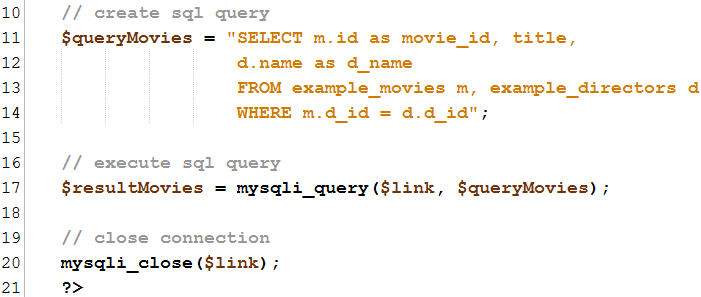 10 // create sql query
11 $queryMovies = "SELECT m.id as movie_id, title,
12 d.name as d_name
13 FROM example_movies m, example_directors d
14 WHERE m.d_id = d.d_id";
15
16 // execute sql query
17 $resultMovies = mysqli_query($link, $queryMovies);
18
19 // close connection
20 mysqli_close($link);
21 ?>